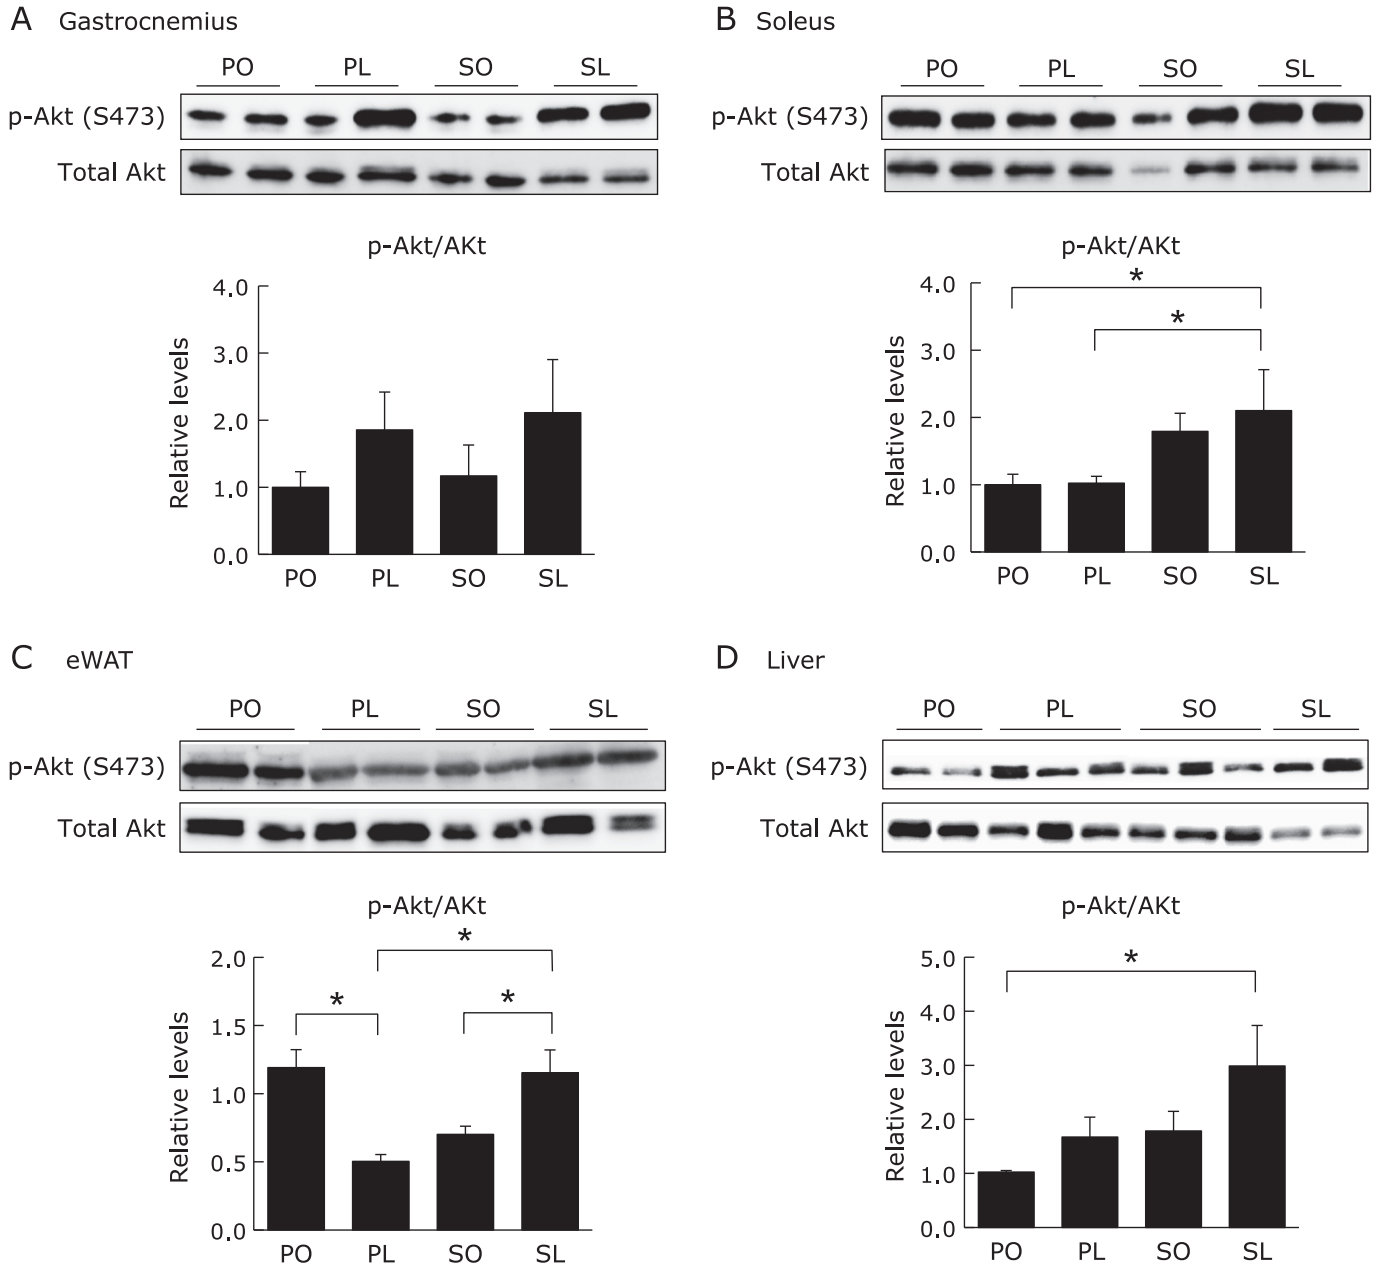 A Gastrocnemius
PO PL SO SL
p-Akt (S473)
Total Akt
p-Akt/AKt
*
Relative levels
4.0
3.0
2.0
1.0
0.0
PO PL SO SL
B Soleus
PO PL SO SL
p-Akt (S473)
Total Akt
p-Akt/AKt
*
*
Relative levels
4.0
3.0
2.0
1.0
0.0
PO PL SO SL
C eWAT
PO PL SO SL
p-Akt (S473)
Total Akt
p-Akt/AKt
*
* *
Relative levels
2.0
1.5
1.0
0.5
0.0
PO PL SO SL
D Liver
PO PL SO SL
p-Akt (S473)
Total Akt
p-Akt/AKt
*
Relative levels
5.0
4.0
3.0
2.0
1.0
0.0
PO PL SO SL